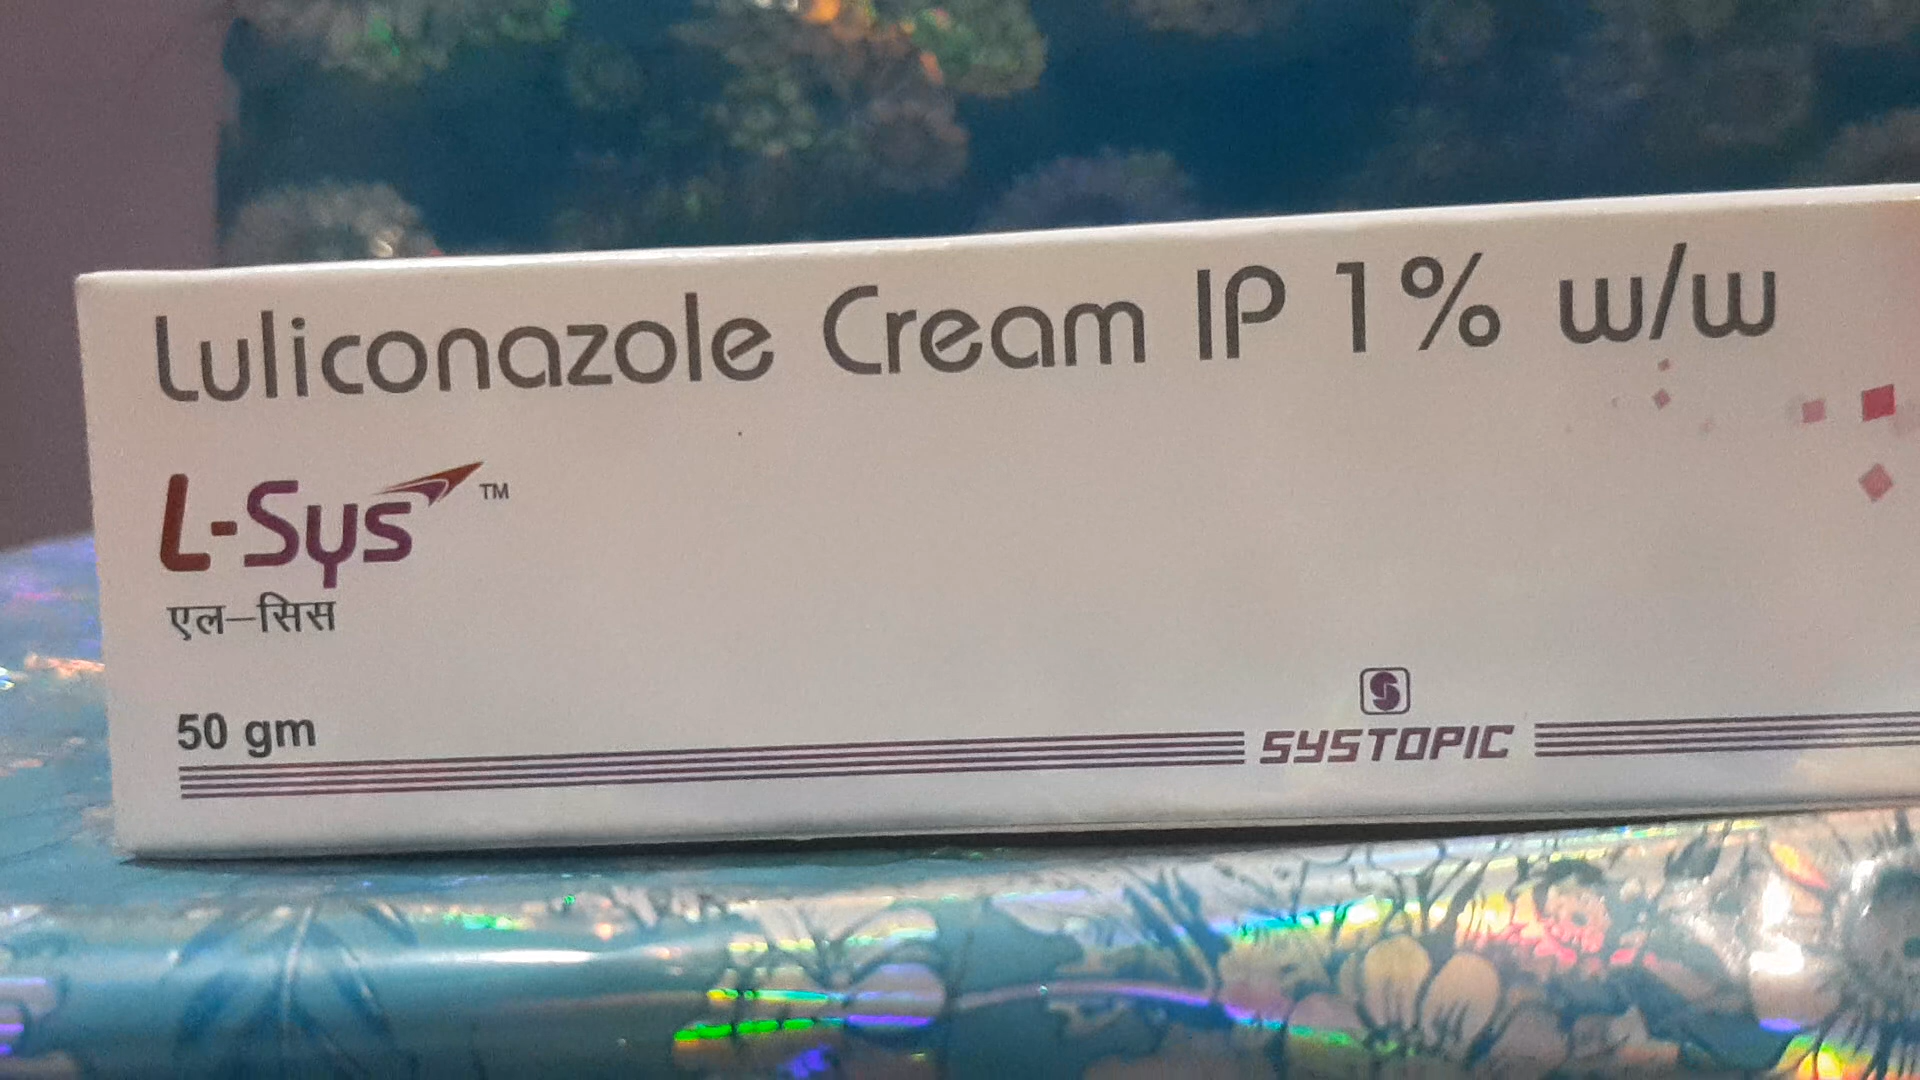 Luliconazole Cream IP 1% w/w
L-Sys™
एल–सिस
50 gm
SYSTOPIC